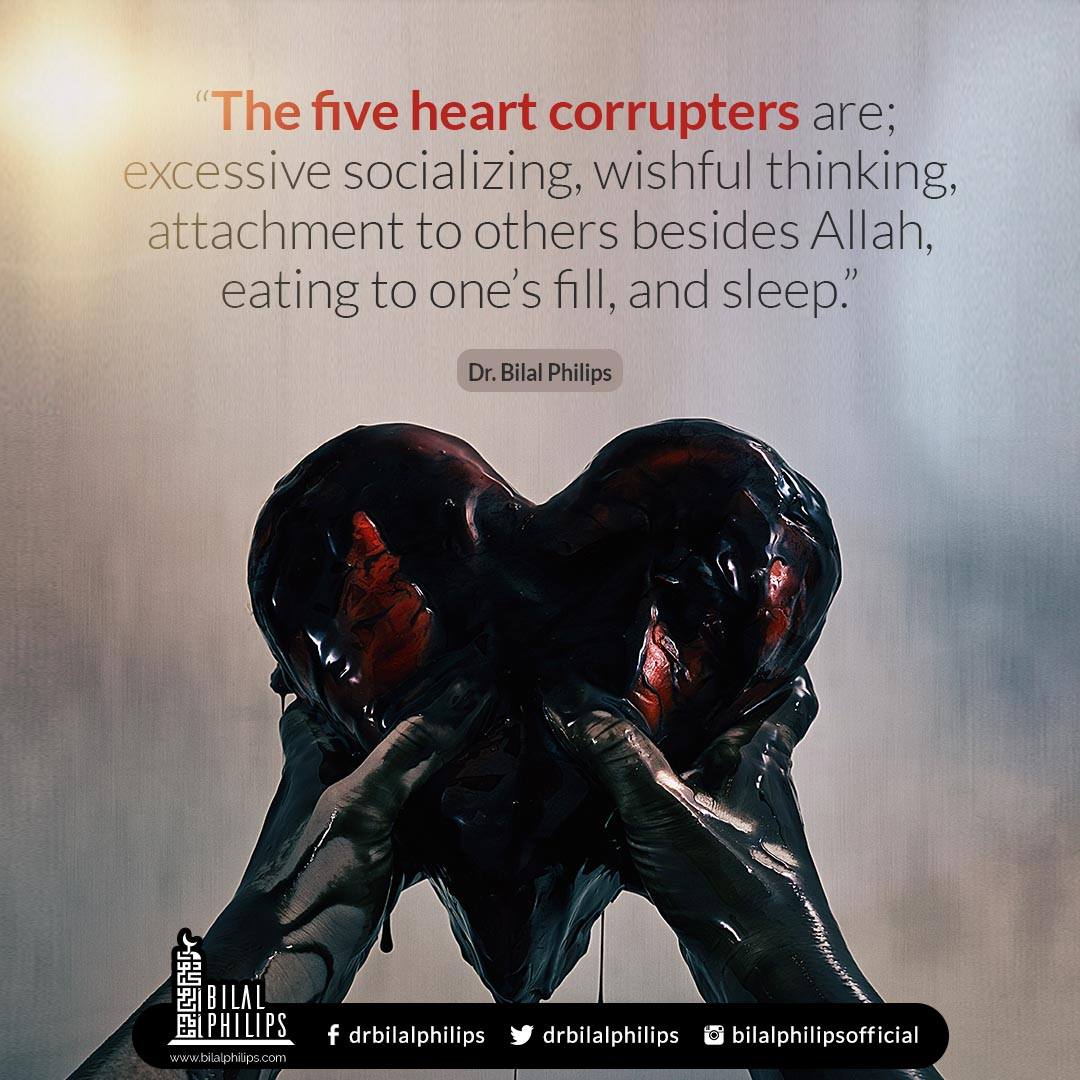 “The five heart corrupters are;
excessive socializing, wishful thinking,
attachment to others besides Allah,
eating to one’s fill, and sleep.”
Dr. Bilal Philips
BILAL
PHILIPS
www.bilalphilips.com
drbilalphilips
drbilalphilips
bilalphilipsofficial